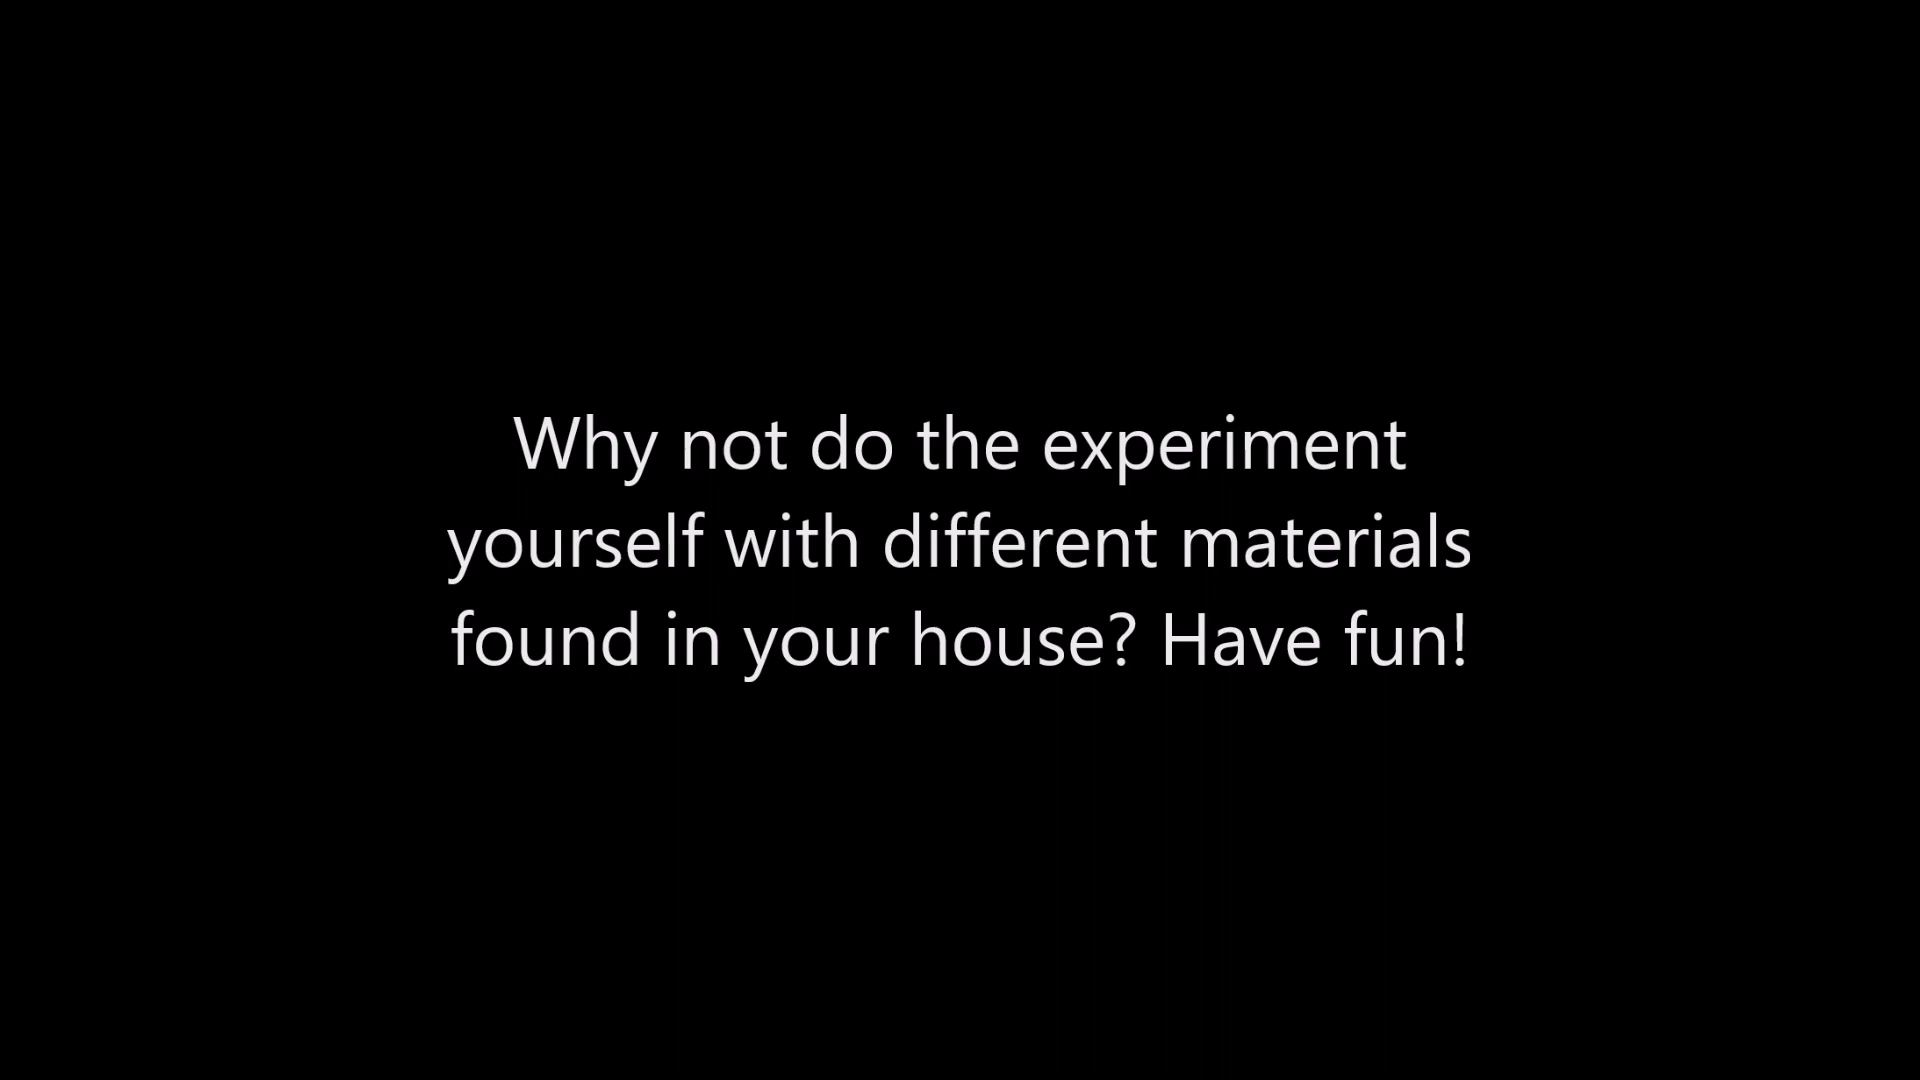 Why not do the experiment
yourself with different materials
found in your house? Have fun!